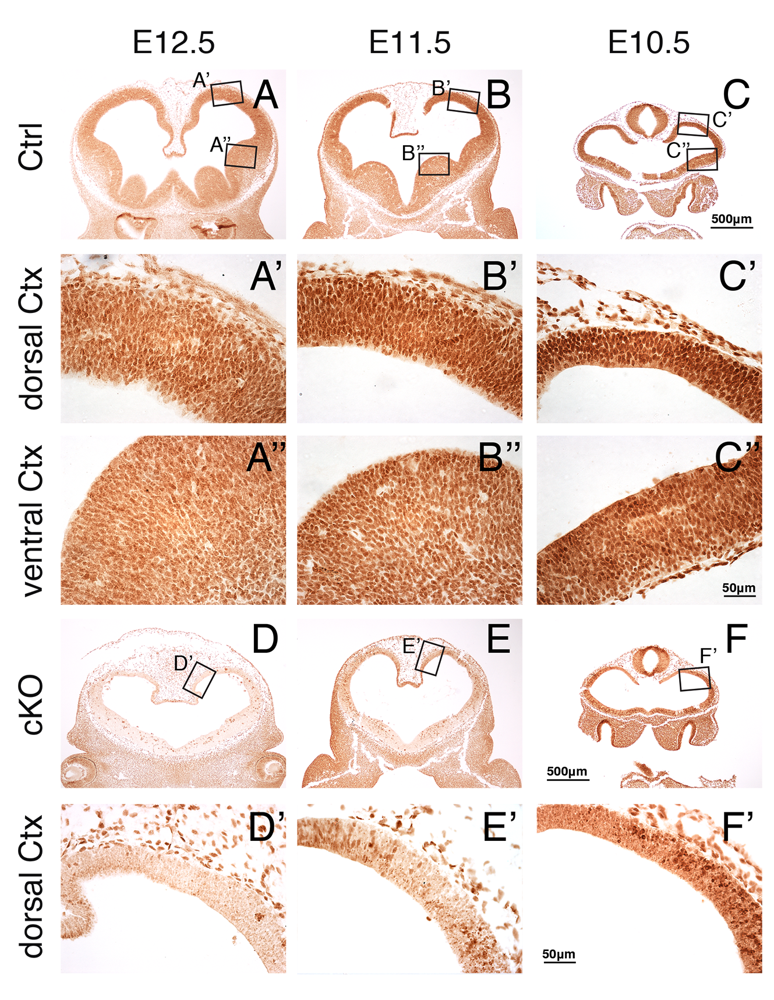 E12.5 E11.5 E10.5
Ctrl
A’ A
A’’
B’ B
B’’
C
C’
C’’
500µm
dorsal Ctx
A’ B’ C’
ventral Ctx
A’’ B’’ C’’
50µm
cKO
D
D’
E
E’
F
F’
500µm
dorsal Ctx
D’ E’ F’
50µm